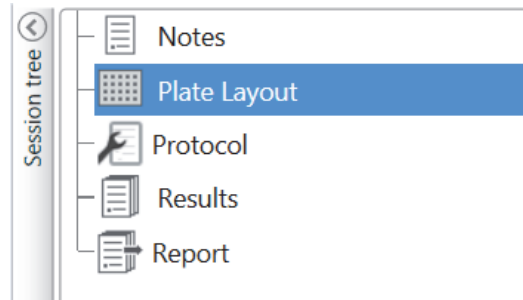 Session tree
Notes
Plate Layout
Protocol
Results
Report